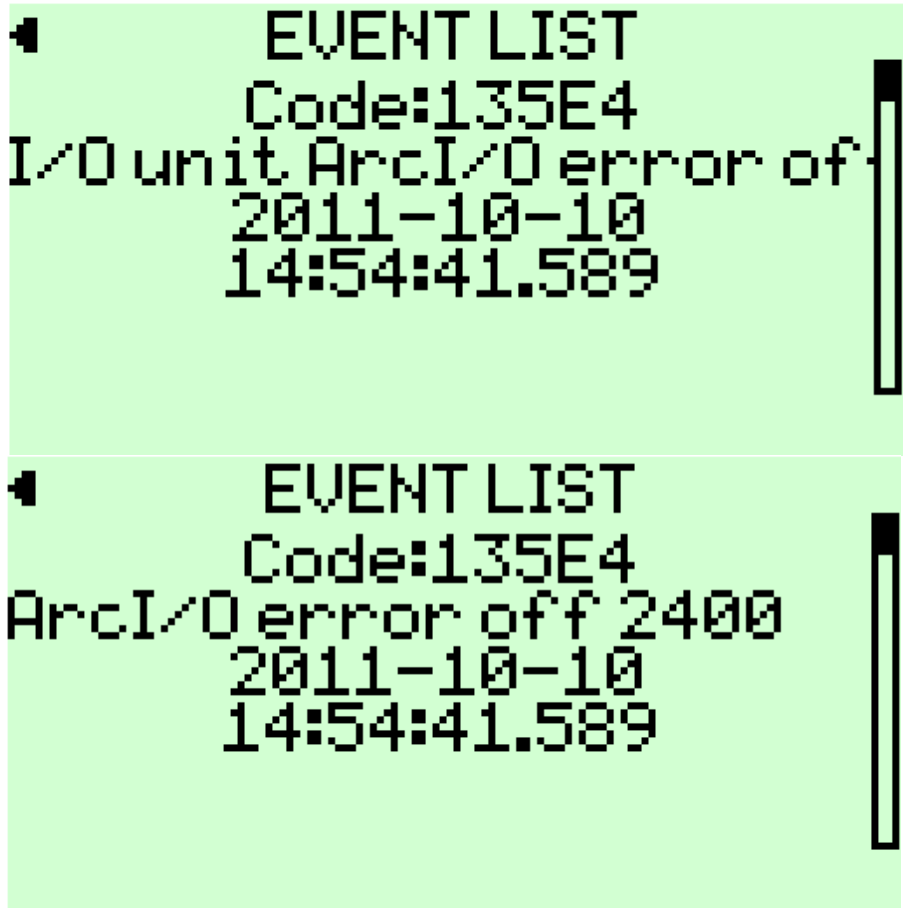 EVENT LIST
Code:135E4
I/O unit ArcI/O error of
2011-10-10
14:54:41.589
EVENT LIST
Code:135E4
ArcI/O error off 2400
2011-10-10
14:54:41.589